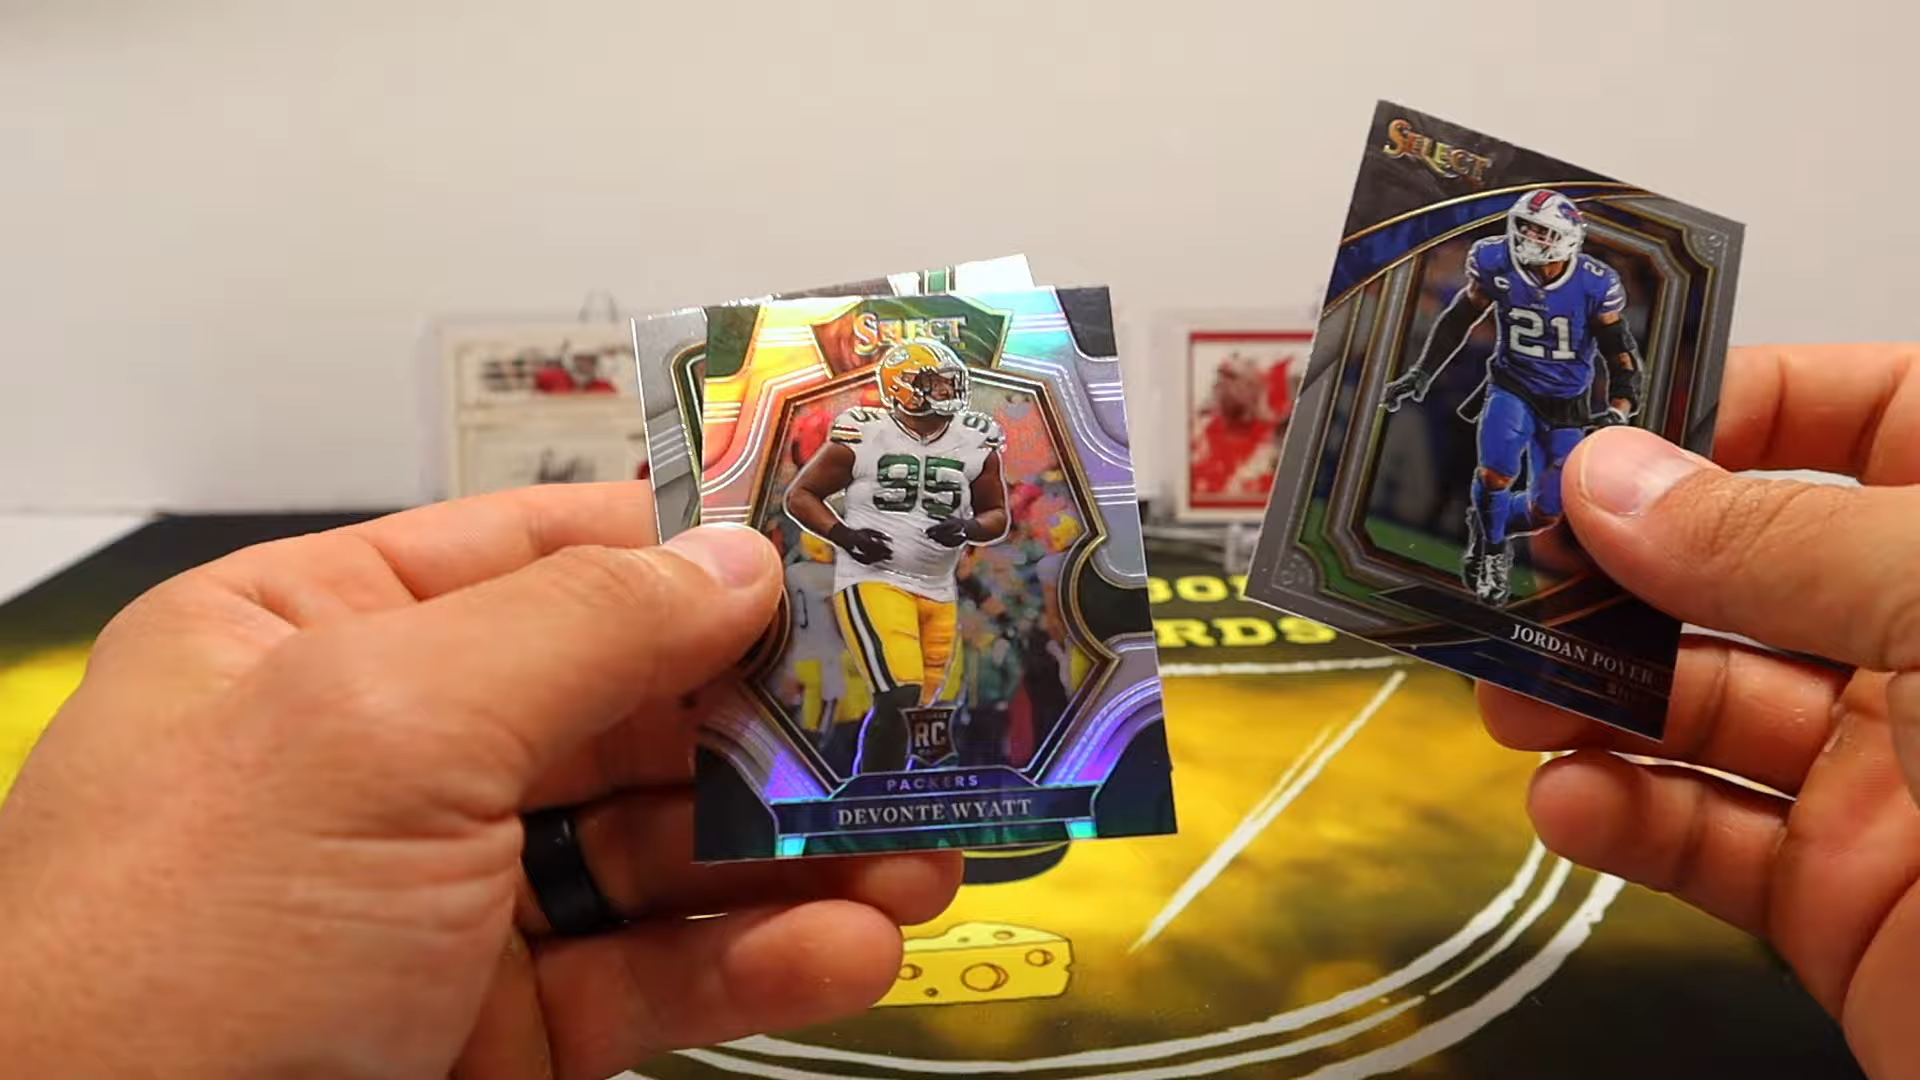 SELECT
21
JORDAN POYER
SELECT
95
RC
PACKERS
DEVONTE WYATT
RDS